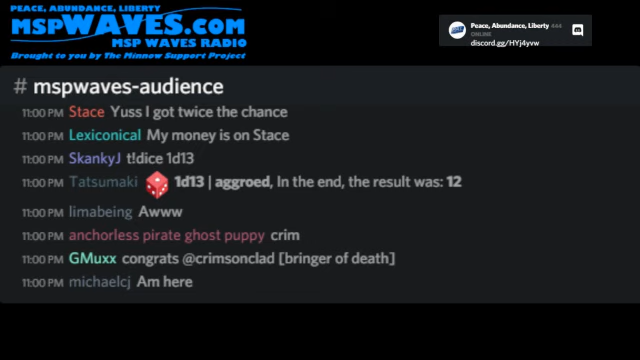 PEACE, ABUNDANCE, LIBERTY
MSPWAVES.COM
MSP WAVES RADIO
Brought to you by The Minnow Support Project
Peace, Abundance, Liberty 444
ONLINE
discord.gg/HYj4yvw
# mspwaves-audience
11:00 PM Stace Yuss I got twice the chance
11:00 PM Lexiconical My money is on Stace
11:00 PM SkankyJ t!dice 1d13
11:00 PM Tatsumaki 1d13 | aggroed, In the end, the result was: 12
11:00 PM limabeing Awww
11:00 PM anchorless pirate ghost puppy crim
11:00 PM GMuxx congrats @crimsonclad [bringer of death]
11:00 PM michaelcj Am here